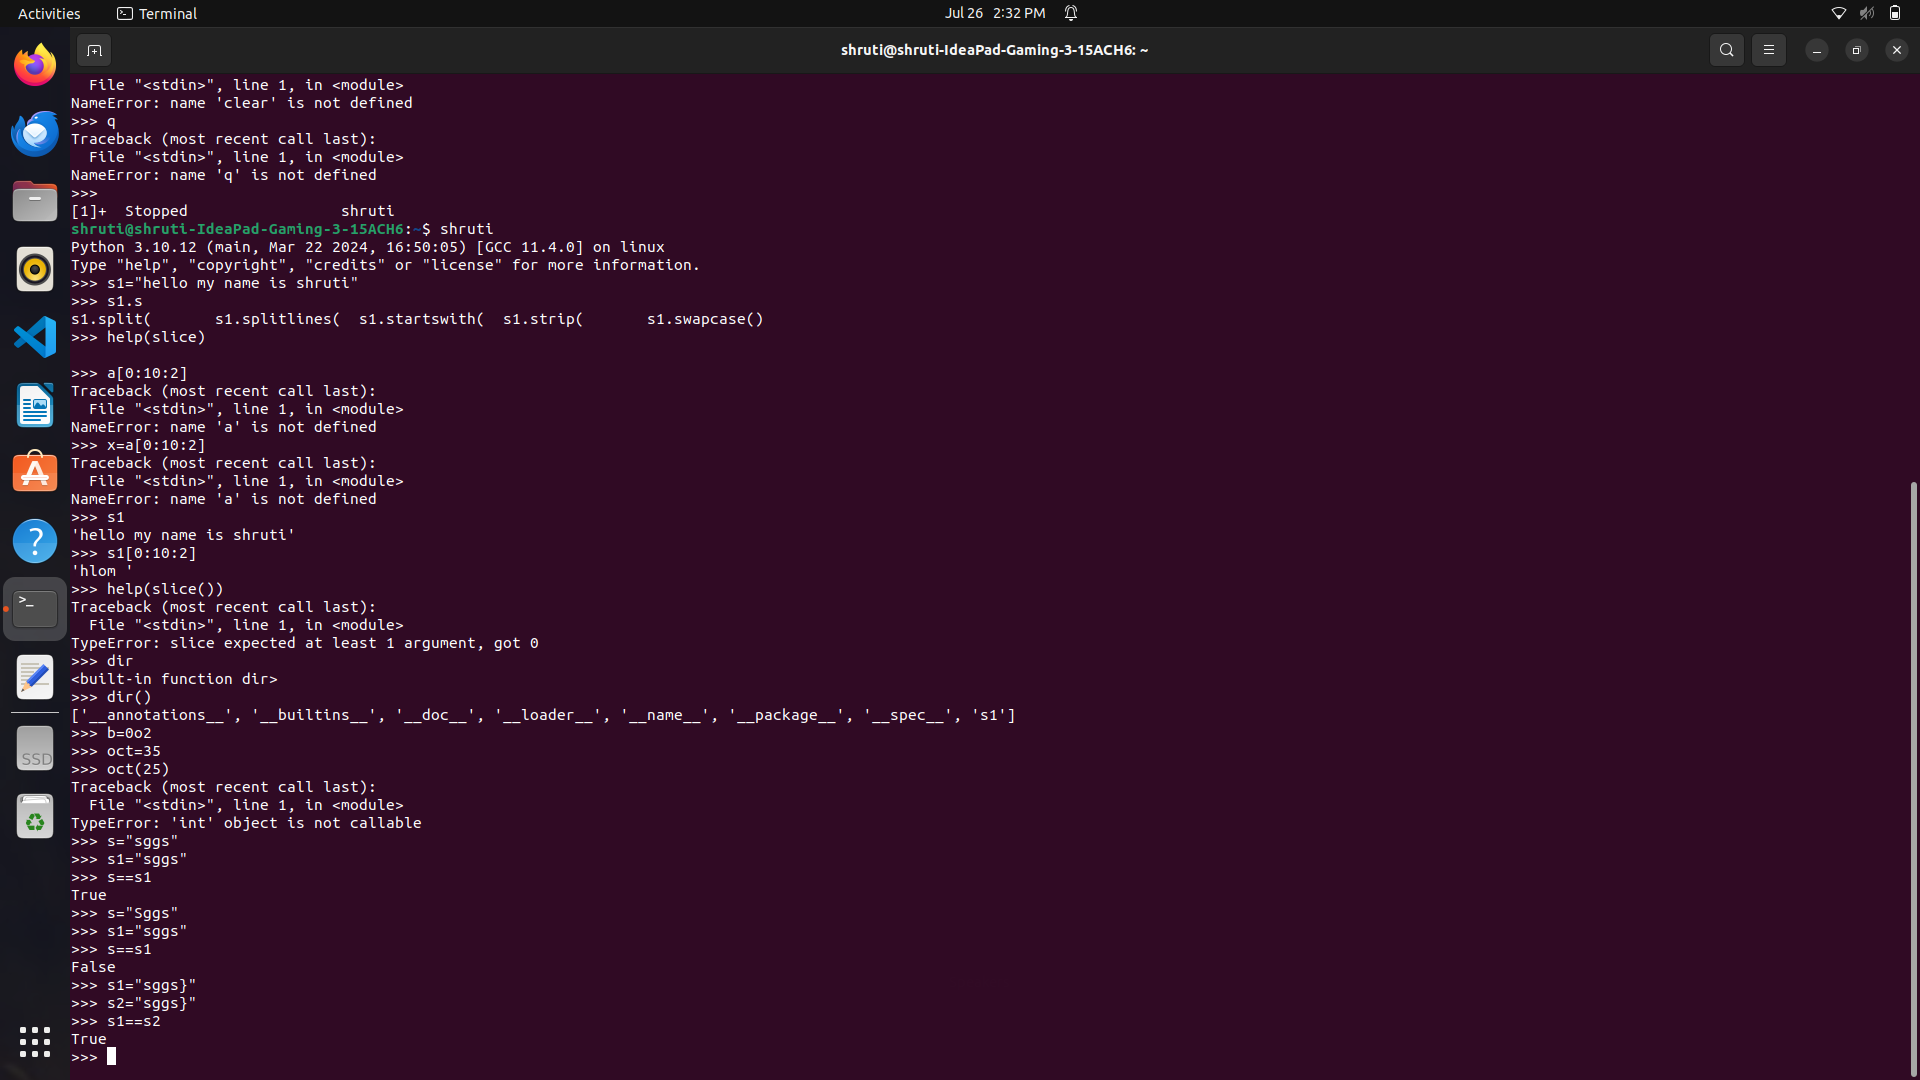 Activities
Terminal
Jul 26 2:32 PM
shruti@shruti-IdeaPad-Gaming-3-15ACH6: ~
  File "<stdin>", line 1, in <module>
NameError: name 'clear' is not defined
>>> q
Traceback (most recent call last):
  File "<stdin>", line 1, in <module>
NameError: name 'q' is not defined
>>>
[1]+  Stopped                 shruti
shruti@shruti-IdeaPad-Gaming-3-15ACH6:~$ shruti
Python 3.10.12 (main, Mar 22 2024, 16:50:05) [GCC 11.4.0] on linux
Type "help", "copyright", "credits" or "license" for more information.
>>> s1="hello my name is shruti"
>>> s1.s
s1.split(       s1.splitlines(  s1.startswith(  s1.strip(       s1.swapcase()
>>> help(slice)
>>> a[0:10:2]
Traceback (most recent call last):
  File "<stdin>", line 1, in <module>
NameError: name 'a' is not defined
>>> x=a[0:10:2]
Traceback (most recent call last):
  File "<stdin>", line 1, in <module>
NameError: name 'a' is not defined
>>> s1
'hello my name is shruti'
>>> s1[0:10:2]
'hlom '
>>> help(slice())
Traceback (most recent call last):
  File "<stdin>", line 1, in <module>
TypeError: slice expected at least 1 argument, got 0
>>> dir
<built-in function dir>
>>> dir()
['__annotations__', '__builtins__', '__doc__', '__loader__', '__name__', '__package__', '__spec__', 's1']
>>> b=0o2
>>> oct=35
>>> oct(25)
Traceback (most recent call last):
  File "<stdin>", line 1, in <module>
TypeError: 'int' object is not callable
>>> s="sggs"
>>> s1="sggs"
>>> s==s1
True
>>> s="Sggs"
>>> s1="sggs"
>>> s==s1
False
>>> s1="sggs}"
>>> s2="sggs}"
>>> s1==s2
True
>>>
SSD